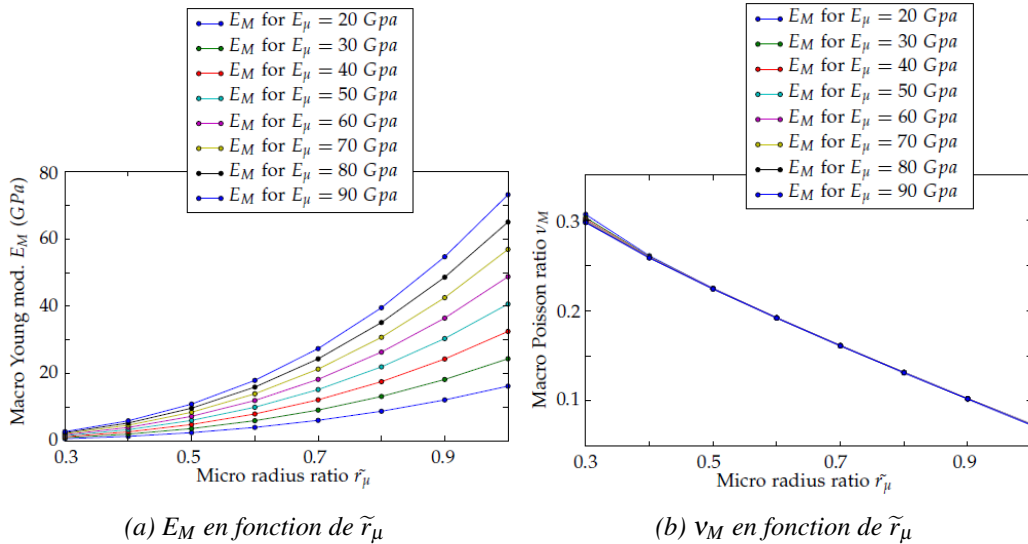 E_M for E_μ = 20 Gpa
E_M for E_μ = 30 Gpa
E_M for E_μ = 40 Gpa
E_M for E_μ = 50 Gpa
E_M for E_μ = 60 Gpa
E_M for E_μ = 70 Gpa
E_M for E_μ = 80 Gpa
E_M for E_μ = 90 Gpa
Macro Young mod. E_M (GPa)
80
60
40
20
0
0.3
0.5
0.7
0.9
Micro radius ratio r̃_μ
(a) E_M en fonction de r̃_μ
E_M for E_μ = 20 Gpa
E_M for E_μ = 30 Gpa
E_M for E_μ = 40 Gpa
E_M for E_μ = 50 Gpa
E_M for E_μ = 60 Gpa
E_M for E_μ = 70 Gpa
E_M for E_μ = 80 Gpa
E_M for E_μ = 90 Gpa
Macro Poisson ratio ν_M
0.3
0.2
0.1
0.3
0.5
0.7
0.9
Micro radius ratio r̃_μ
(b) ν_M en fonction de r̃_μ